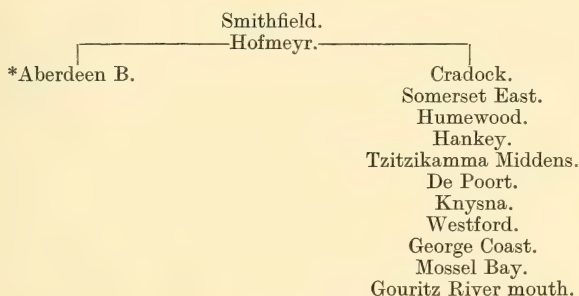 Smithfield.
Hofmeyr.
*Aberdeen B.
Cradock.
Somerset East.
Humewood.
Hankey.
Tzitzikamma Middens.
De Poort.
Knysna.
Westford.
George Coast.
Mossel Bay.
Gouritz River mouth.